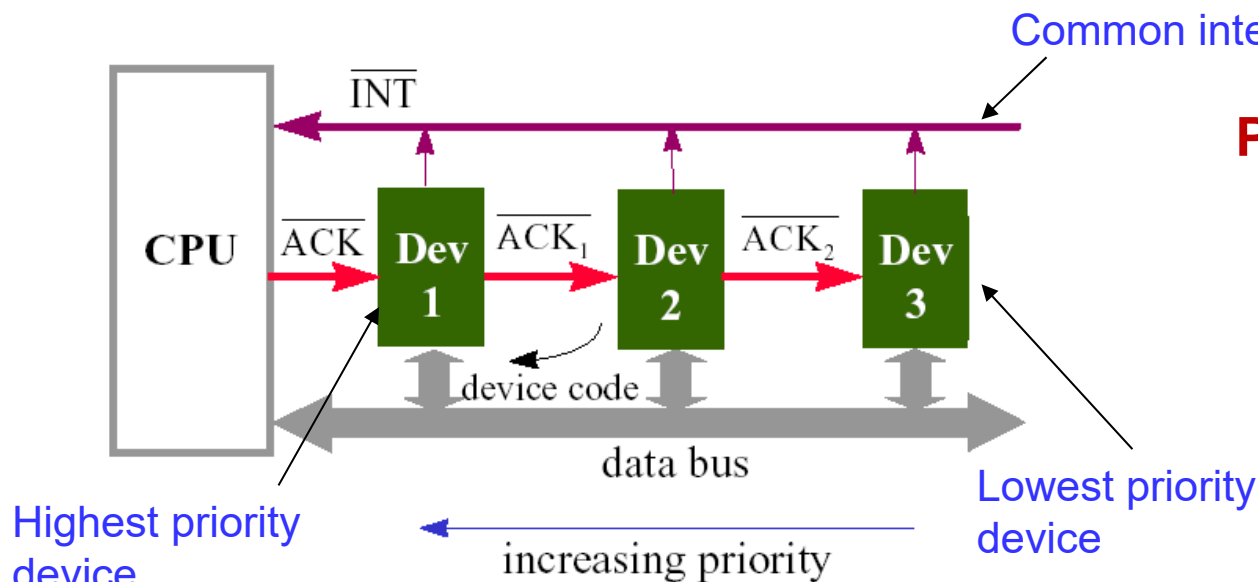 Common inte
INT
P
CPU
ACK
Dev
1
ACK₁
Dev
2
ACK₂
Dev
3
device code
data bus
Highest priority
device
Lowest priority
device
increasing priority